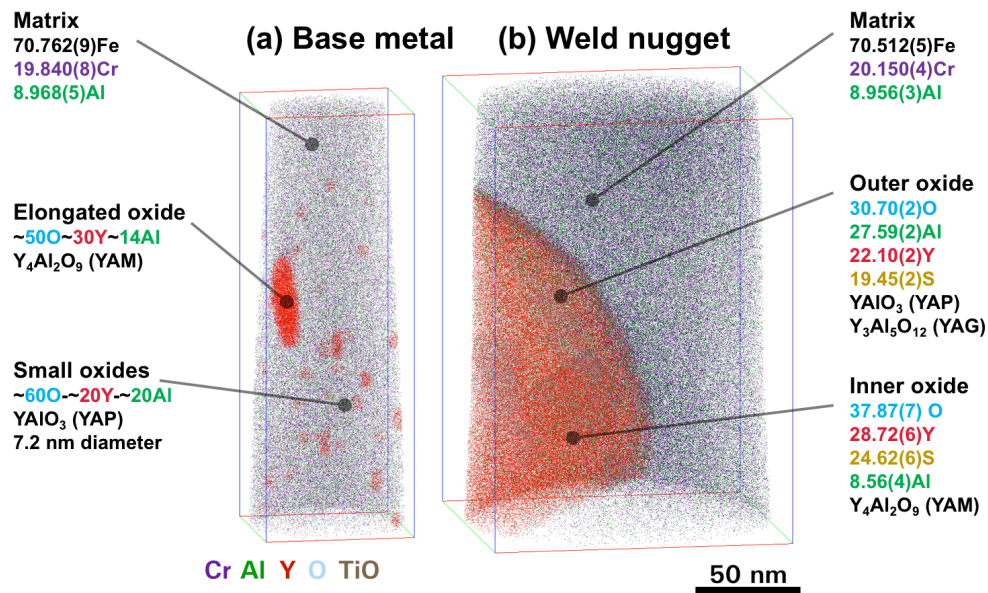 (a) Base metal
(b) Weld nugget
Matrix
70.762(9)Fe
19.840(8)Cr
8.968(5)Al
Elongated oxide
~50O~30Y~14Al
Y₄Al₂O₉ (YAM)
Small oxides
~60O-~20Y-~20Al
YAlO₃ (YAP)
7.2 nm diameter
Matrix
70.512(5)Fe
20.150(4)Cr
8.956(3)Al
Outer oxide
30.70(2)O
27.59(2)Al
22.10(2)Y
19.45(2)S
YAlO₃ (YAP)
Y₃Al₅O₁₂ (YAG)
Inner oxide
37.87(7) O
28.72(6)Y
24.62(6)S
8.56(4)Al
Y₄Al₂O₉ (YAM)
Cr Al Y O TiO
50 nm